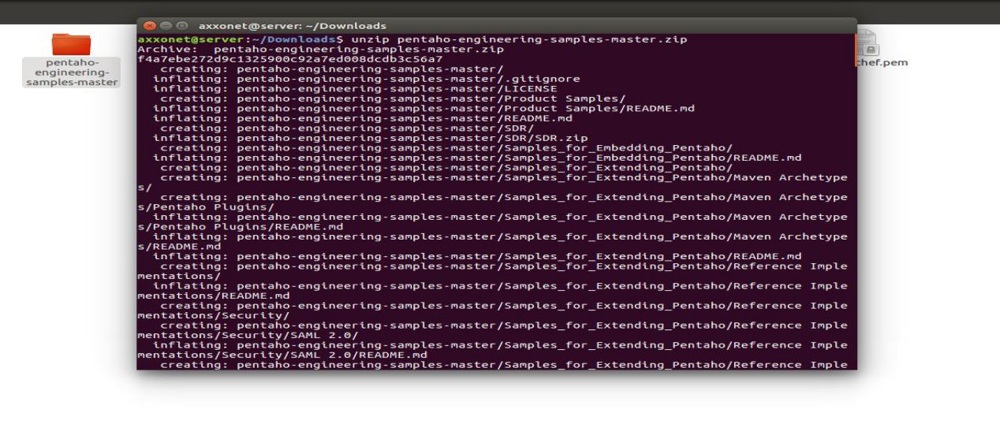 axxonet@server: ~/Downloads
pentaho-
engineering-
samples-master
chef.pem
axxonet@server:~/Downloads$ unzip pentaho-engineering-samples-master.zip
Archive:  pentaho-engineering-samples-master.zip
f4a7ebe272d9c1325900c92a7ed008dcdb3c56a7
   creating: pentaho-engineering-samples-master/
  inflating: pentaho-engineering-samples-master/.gitignore
  inflating: pentaho-engineering-samples-master/LICENSE
   creating: pentaho-engineering-samples-master/Product Samples/
  inflating: pentaho-engineering-samples-master/Product Samples/README.md
  inflating: pentaho-engineering-samples-master/README.md
   creating: pentaho-engineering-samples-master/SDR/
  inflating: pentaho-engineering-samples-master/SDR/SDR.zip
   creating: pentaho-engineering-samples-master/Samples_for_Embedding_Pentaho/
  inflating: pentaho-engineering-samples-master/Samples_for_Embedding_Pentaho/README.md
   creating: pentaho-engineering-samples-master/Samples_for_Extending_Pentaho/
   creating: pentaho-engineering-samples-master/Samples_for_Extending_Pentaho/Maven Archetype
s/
   creating: pentaho-engineering-samples-master/Samples_for_Extending_Pentaho/Maven Archetype
s/Pentaho Plugins/
  inflating: pentaho-engineering-samples-master/Samples_for_Extending_Pentaho/Maven Archetype
s/Pentaho Plugins/README.md
  inflating: pentaho-engineering-samples-master/Samples_for_Extending_Pentaho/Maven Archetype
s/README.md
  inflating: pentaho-engineering-samples-master/Samples_for_Extending_Pentaho/README.md
   creating: pentaho-engineering-samples-master/Samples_for_Extending_Pentaho/Reference Imple
mentations/
  inflating: pentaho-engineering-samples-master/Samples_for_Extending_Pentaho/Reference Imple
mentations/README.md
   creating: pentaho-engineering-samples-master/Samples_for_Extending_Pentaho/Reference Imple
mentations/Security/
   creating: pentaho-engineering-samples-master/Samples_for_Extending_Pentaho/Reference Imple
mentations/Security/SAML 2.0/
  inflating: pentaho-engineering-samples-master/Samples_for_Extending_Pentaho/Reference Imple
mentations/Security/SAML 2.0/README.md
   creating: pentaho-engineering-samples-master/Samples_for_Extending_Pentaho/Reference Imple